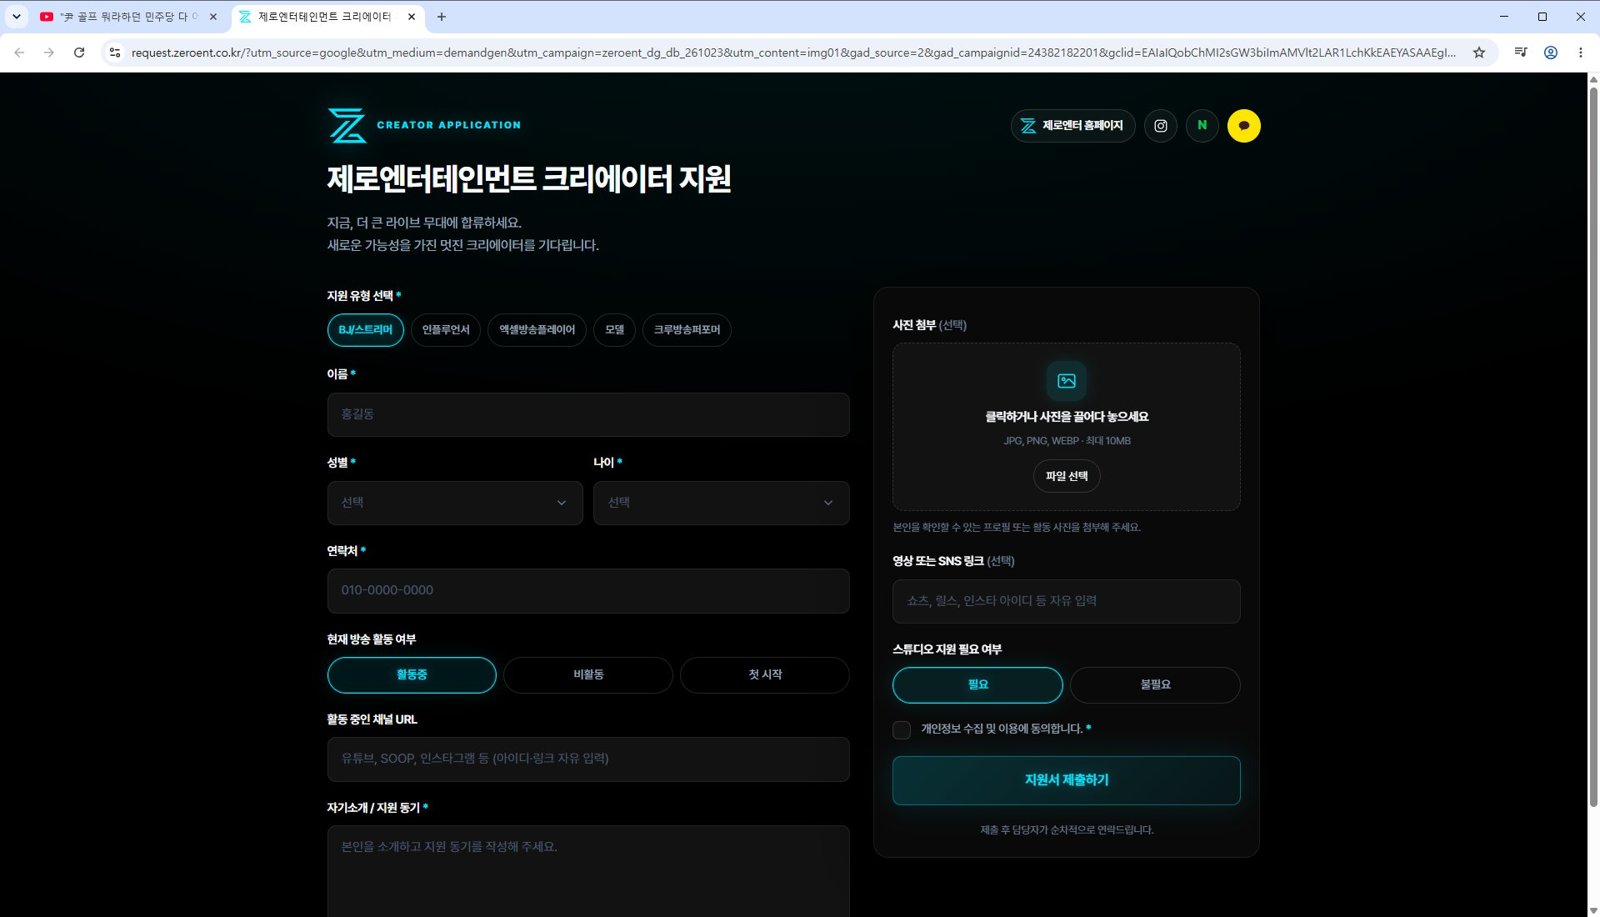 "尹 골프 뭐라하던 민주당 다 어
제로엔터테인먼트 크리에이터
request.zeroent.co.kr/?utm_source=google&utm_medium=demandgen&utm_campaign=zeroent_dg_db_261023&utm_content=img01&gad_source=2&gad_campaignid=24382182201&gclid=EAIaIQobChMI2sGW3biImAMVlt2LAR1LchKkEAEYASAAEgI...
CREATOR APPLICATION
제로엔터 홈페이지
N
제로엔터테인먼트 크리에이터 지원
지금, 더 큰 라이브 무대에 합류하세요.
새로운 가능성을 가진 멋진 크리에이터를 기다립니다.
지원 유형 선택 *
BJ/스트리머 인플루언서 엑셀방송플레이어 모델 크루방송퍼포머
이름 *
홍길동
성별 * 나이 *
선택 선택
연락처 *
010-0000-0000
현재 방송 활동 여부
활동중 비활동 첫 시작
활동 중인 채널 URL
유튜브, SOOP, 인스타그램 등 (아이디·링크 자유 입력)
자기소개 / 지원 동기 *
본인을 소개하고 지원 동기를 작성해 주세요.
사진 첨부 (선택)
클릭하거나 사진을 끌어다 놓으세요
JPG, PNG, WEBP · 최대 10MB
파일 선택
본인을 확인할 수 있는 프로필 또는 활동 사진을 첨부해 주세요.
영상 또는 SNS 링크 (선택)
쇼츠, 릴스, 인스타 아이디 등 자유 입력
스튜디오 지원 필요 여부
필요 불필요
개인정보 수집 및 이용에 동의합니다. *
지원서 제출하기
제출 후 담당자가 순차적으로 연락드립니다.